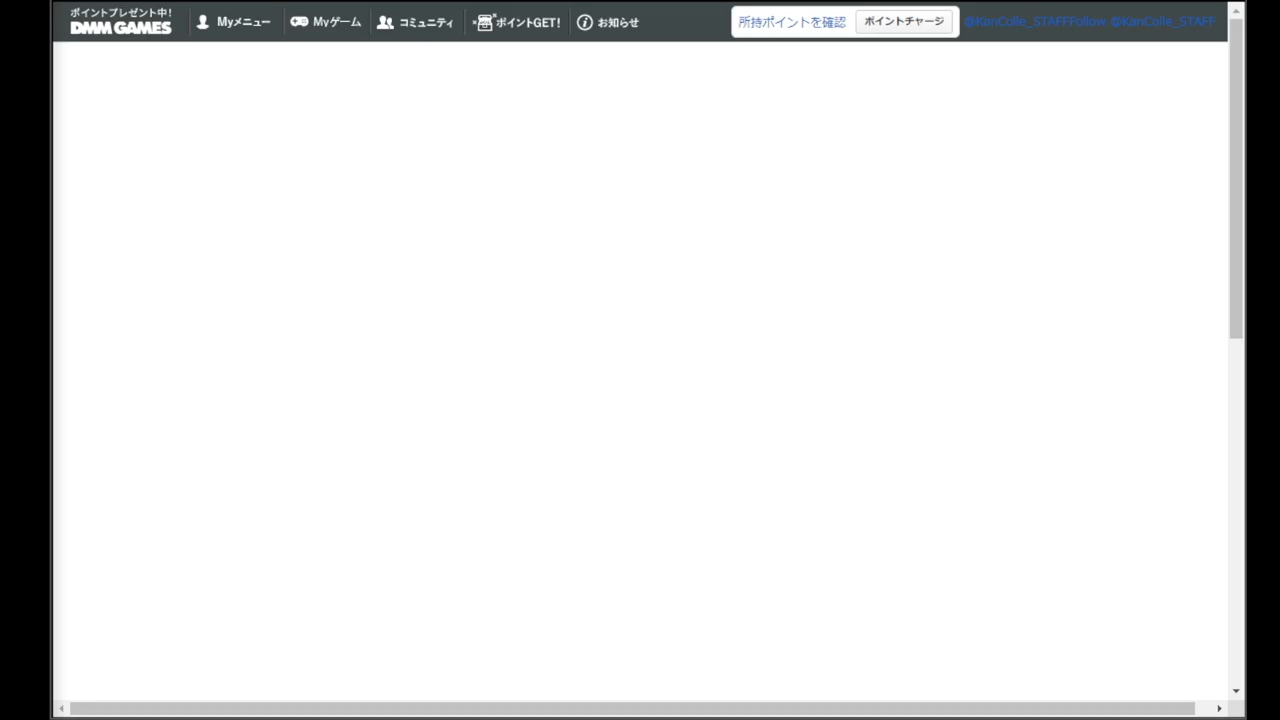 ポイントプレゼント中!
DMM GAMES
Myメニュー
Myゲーム
コミュニティ
ポイントGET!
お知らせ
所持ポイントを確認
ポイントチャージ
@KanColle_STAFFFollow @KanColle_STAFF